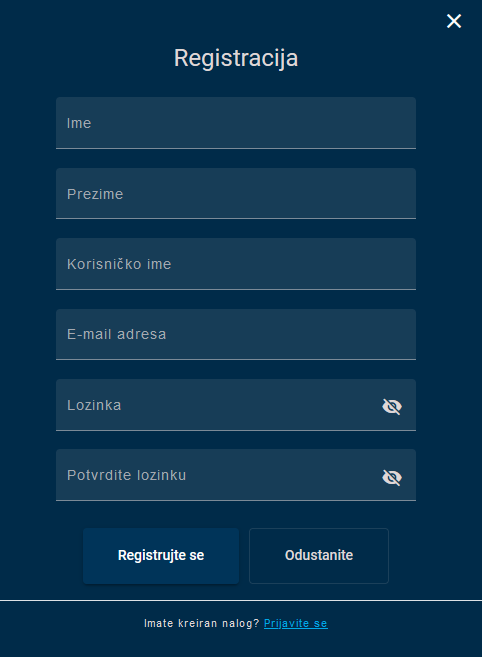 Registracija
Ime
Prezime
Korisničko ime
E-mail adresa
Lozinka
Potvrdite lozinku
Registrujte se
Odustanite
Imate kreiran nalog? Prijavite se